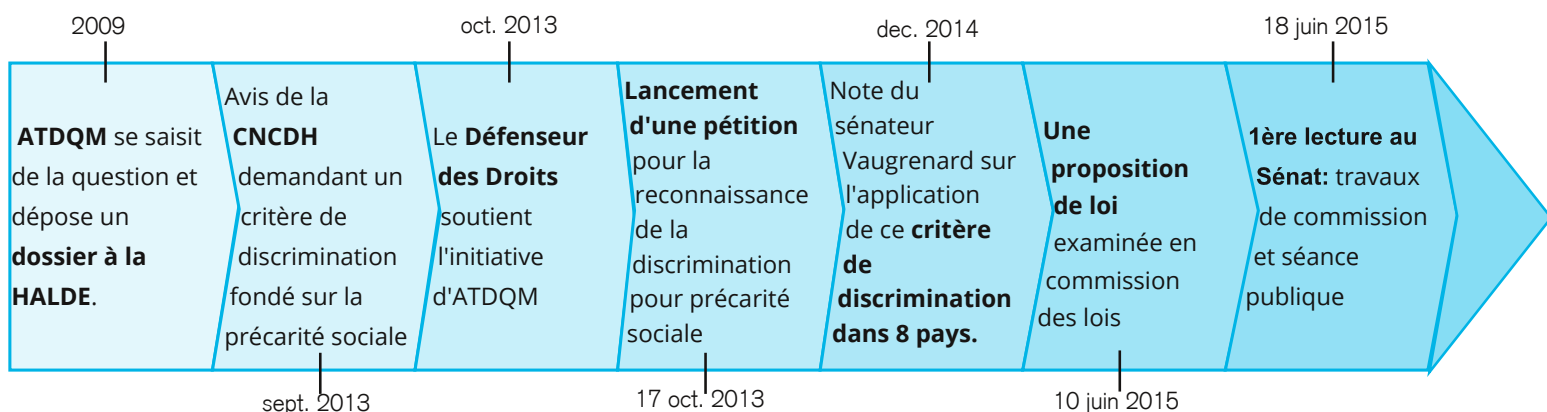 2009
ATDQM se saisit
de la question et
dépose un
dossier à la
HALDE.
Avis de la
CNCDH
demandant un
critère de
discrimination
fondé sur la
précarité sociale
sept. 2013
oct. 2013
Le Défenseur
des Droits
soutient
l'initiative
d'ATDQM
Lancement
d'une pétition
pour la
reconnaissance
de la
discrimination
pour précarité
sociale
17 oct. 2013
dec. 2014
Note du
sénateur
Vaugrenard sur
l'application
de ce critère
de
discrimination
dans 8 pays.
Une
proposition
de loi
examinée en
commission
des lois
10 juin 2015
18 juin 2015
1ère lecture au
Sénat: travaux
de commission
et séance
publique